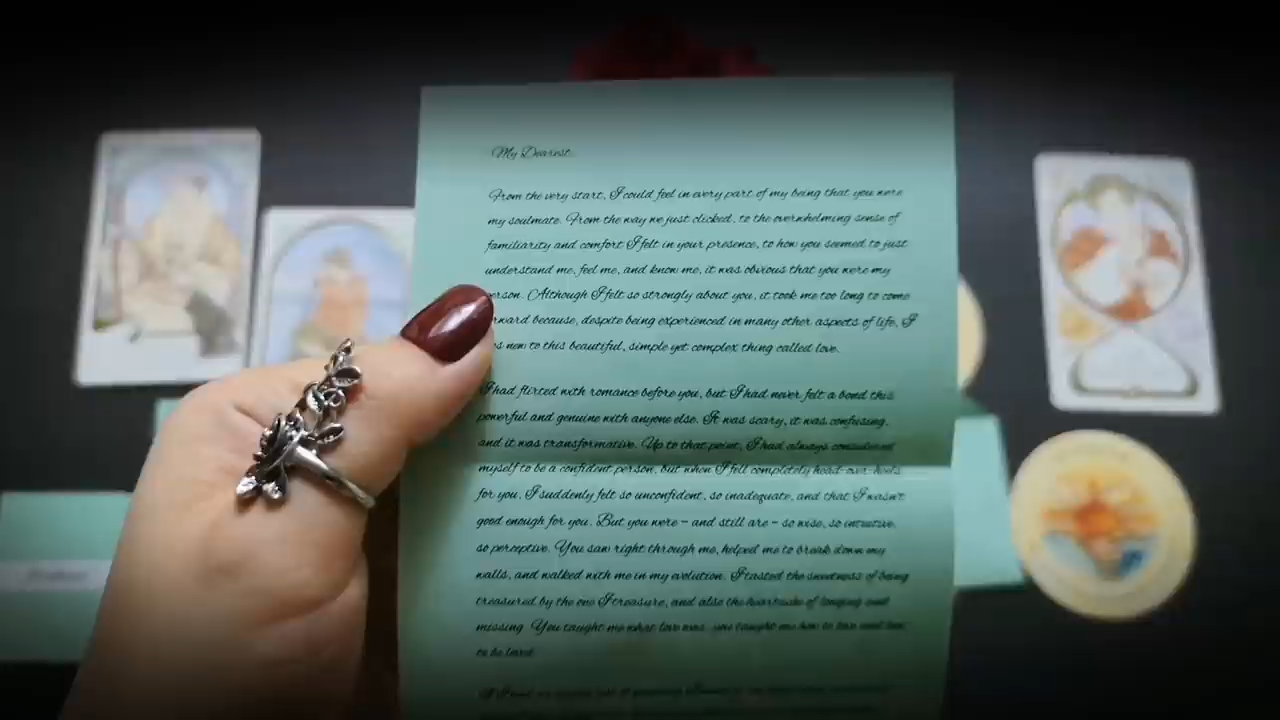 My Dearest,
From the very start, I could feel in every part of my being that you were
my soulmate. From the way we just clicked, to the overwhelming sense of
familiarity and comfort I felt in your presence, to how you seemed to just
understand me, feel me, and know me, it was obvious that you were my
erson. Although I felt so strongly about you, it took me too long to come
rward because, despite being experienced in many other aspects of life, I
s new to this beautiful, simple yet complex thing called love.
I had flirted with romance before you, but I had never felt a bond this
powerful and genuine with anyone else. It was scary, it was confusing,
and it was transformative. Up to that point, I had always considered
myself to be a confident person, but when I fell completely head-over-heels
for you, I suddenly felt so unconfident, so inadequate, and that I wasn't
good enough for you. But you were – and still are – so wise, so intuitive,
so perceptive. You saw right through me, helped me to break down my
walls, and walked with me in my evolution. I tasted the sweetness of being
treasured by the one I treasure, and also the heartache of longing and
missing. You taught me what love was, you taught me how to love and how
to be loved.